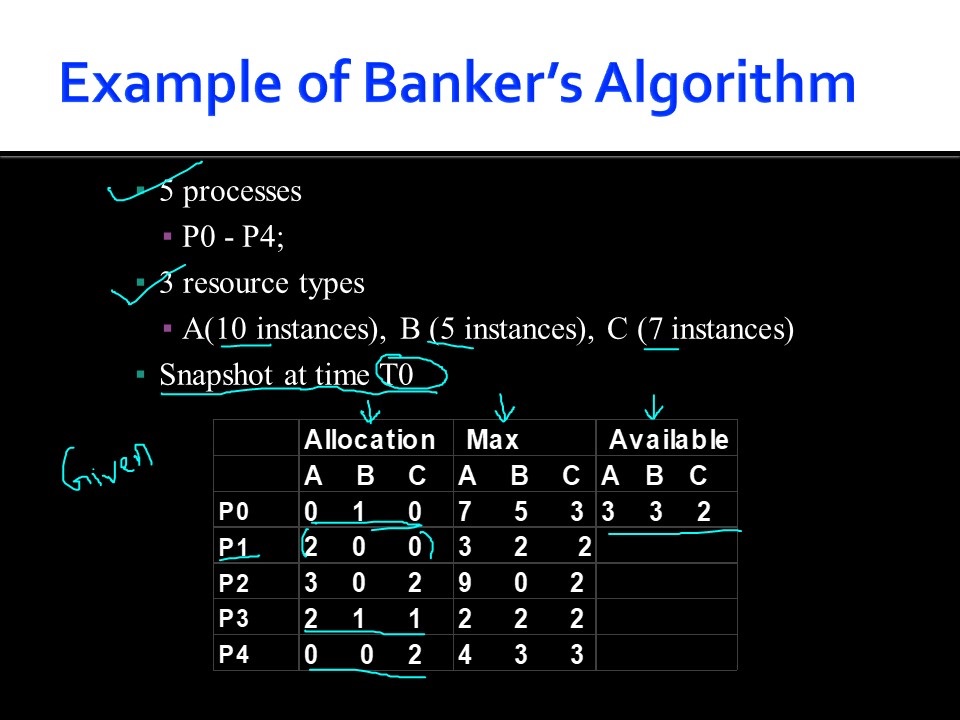 Example of Banker's Algorithm
5 processes
P0 - P4;
3 resource types
A(10 instances), B (5 instances), C (7 instances)
Snapshot at time T0
Given
Allocation Max Available
A B C A B C A B C
P0 0 1 0 7 5 3 3 3 2
P1 2 0 0 3 2 2
P2 3 0 2 9 0 2
P3 2 1 1 2 2 2
P4 0 0 2 4 3 3